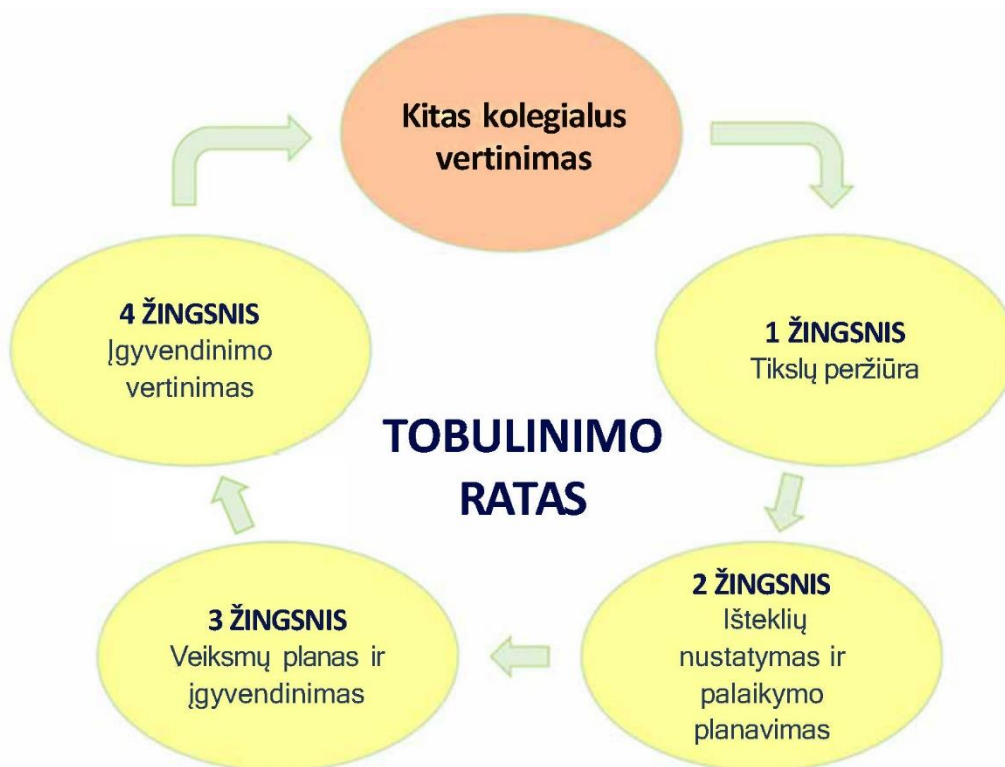 Kitas kolegialus
vertinimas
1 ŽINGSNIS
Tikslų peržiūra
2 ŽINGSNIS
Išteklių
nustatymas ir
palaikymo
planavimas
3 ŽINGSNIS
Veiksmų planas ir
įgyvendinimas
4 ŽINGSNIS
Įgyvendinimo
vertinimas
TOBULINIMO
RATAS